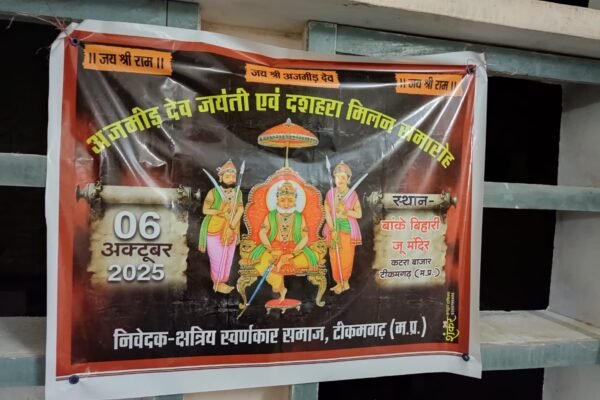 ॥ जय श्री राम ॥
जय श्री अजमीड़ देव
॥ जय श्री राम ॥
अजमीड़ देव जयंती एवं दशहरा मिलन समारोह
06
अक्टूबर
2025
स्थान-
बांके बिहारी
जू मंदिर
कटरा बाजार
टीकमगढ़ (म.प्र.)
निवेदक-क्षत्रिय स्वर्णकार समाज, टीकमगढ़ (म.प्र.)
शंकर